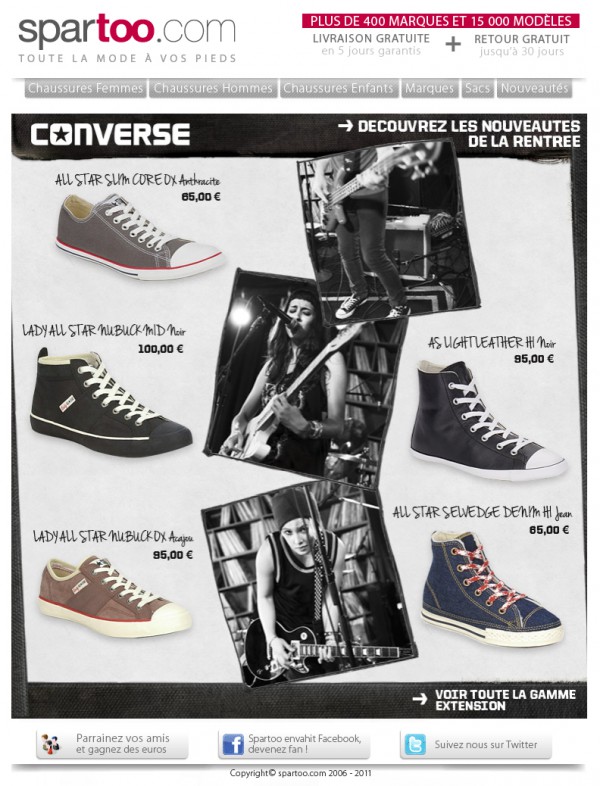 spartoo.com
TOUTE LA MODE À VOS PIEDS
PLUS DE 400 MARQUES ET 15 000 MODÈLES
LIVRAISON GRATUITE
en 5 jours garantis
+
RETOUR GRATUIT
jusqu'à 30 jours
Chaussures Femmes
Chaussures Hommes
Chaussures Enfants
Marques
Sacs
Nouveautés
CONVERSE
DECOUVREZ LES NOUVEAUTES
DE LA RENTREE
ALL STAR SLIM CORE OX Anthracite
65,00 €
LADY ALL STAR NUBUCK MID Noir
100,00 €
AS LIGHT LEATHER HI Noir
95,00 €
LADY ALL STAR NUBUCK OX Acajou
95,00 €
ALL STAR SELVEDGE DENIM HI Jean
65,00 €
VOIR TOUTE LA GAMME
EXTENSION
Parrainez vos amis
et gagnez des euros
Spartoo envahit Facebook,
devenez fan !
Suivez nous sur Twitter
Copyright© spartoo.com 2006 - 2011